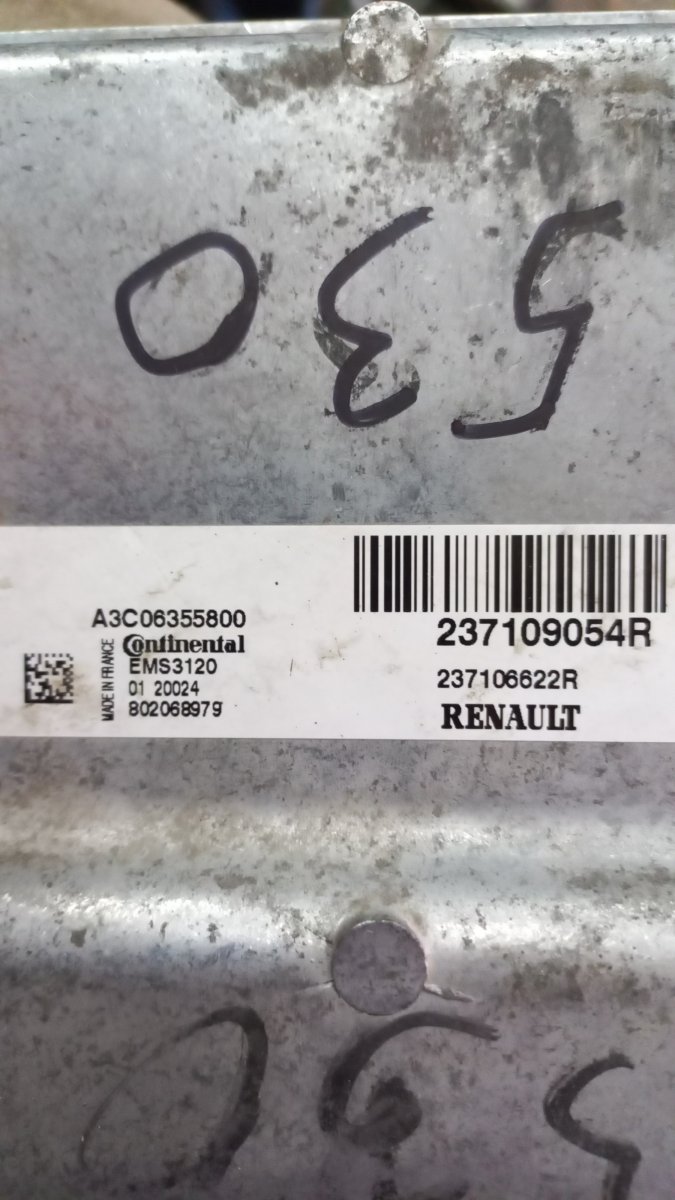 530
A3C06355800
Continental
EMS3120
01 20024
802068979
MADE IN FRANCE
237109054R
237106622R
RENAULT